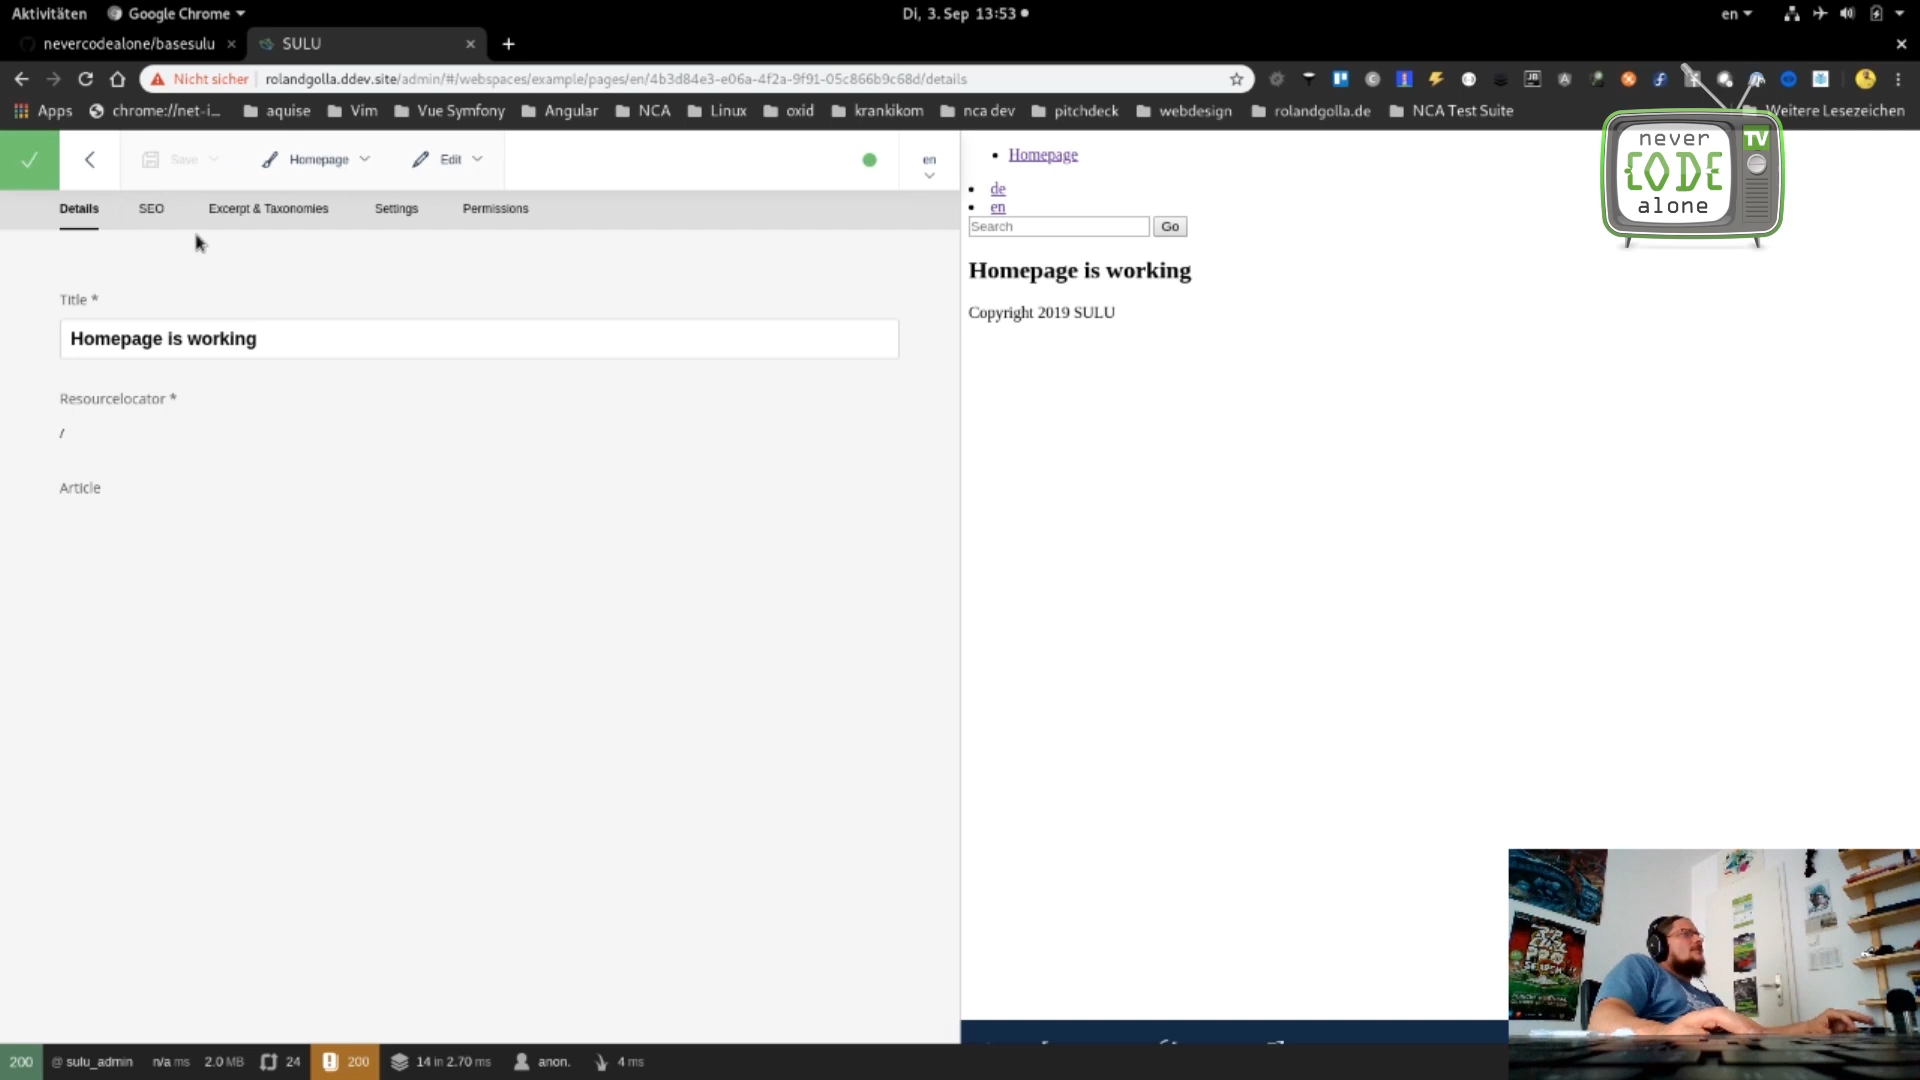 Aktivitäten
Google Chrome
Di, 3. Sep 13:53
en
nevercodealone/basesulu
SULU
Nicht sicher
rolandgolla.ddev.site/admin/#/webspaces/example/pages/en/4b3d84e3-e06a-4f2a-9f91-05c866b9c68d/details
Apps
chrome://net-i...
aquise
Vim
Vue Symfony
Angular
NCA
Linux
oxid
krankikom
nca dev
pitchdeck
webdesign
rolandgolla.de
NCA Test Suite
Weitere Lesezeichen
never
CODE
alone
TV
Save
Homepage
Edit
en
Details
SEO
Excerpt & Taxonomies
Settings
Permissions
Title *
Homepage is working
Resourcelocator *
/
Article
Homepage
de
en
Search
Go
Homepage is working
Copyright 2019 SULU
200
@ sulu_admin
n/a ms
2.0 MB
24
200
14 in 2.70 ms
anon.
4 ms